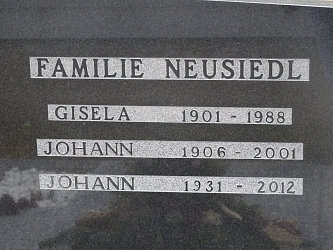 FAMILIE NEUSIEDL
GISELA 1901 - 1988
JOHANN 1906 - 2001
JOHANN 1931 - 2012